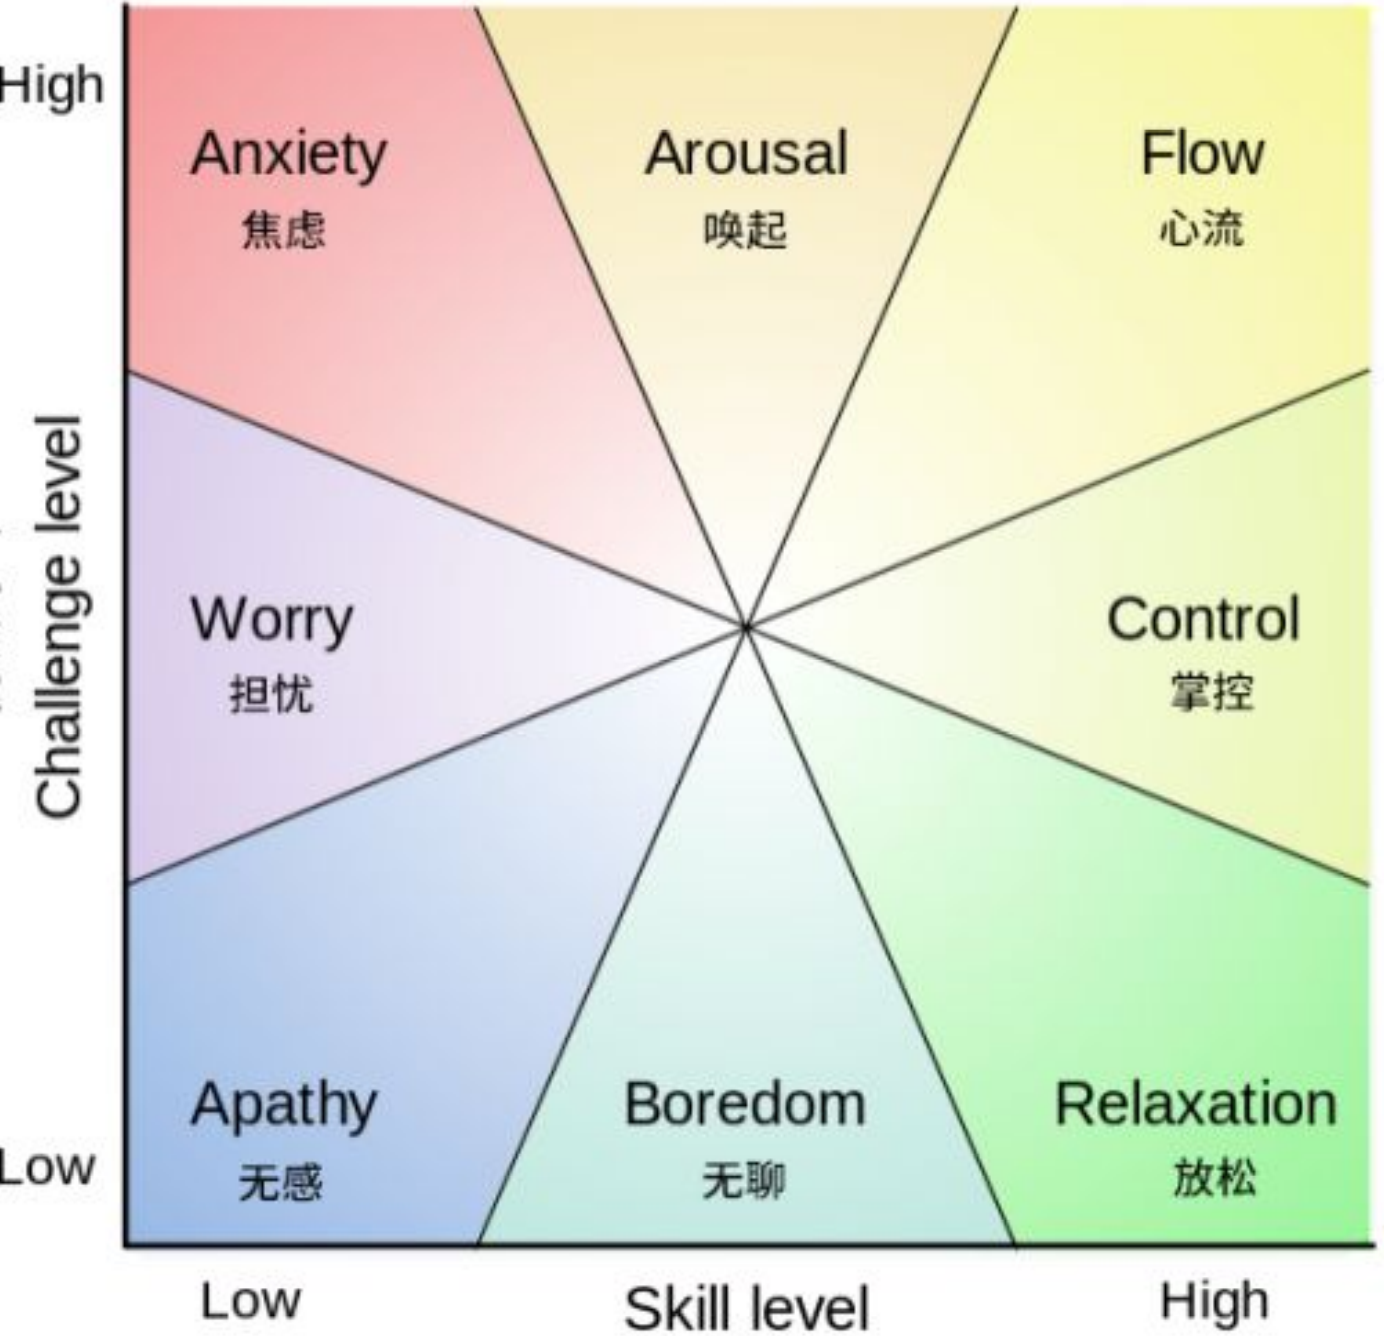 High
Anxiety
焦虑
Arousal
唤起
Flow
心流
Challenge level
Worry
担忧
Control
掌控
Apathy
无感
Boredom
无聊
Relaxation
放松
Low
Low
Skill level
High